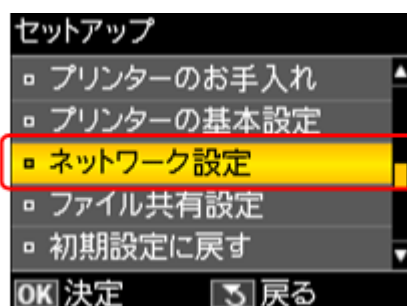 セットアップ
プリンターのお手入れ
プリンターの基本設定
ネットワーク設定
ファイル共有設定
初期設定に戻す
OK 決定 戻る